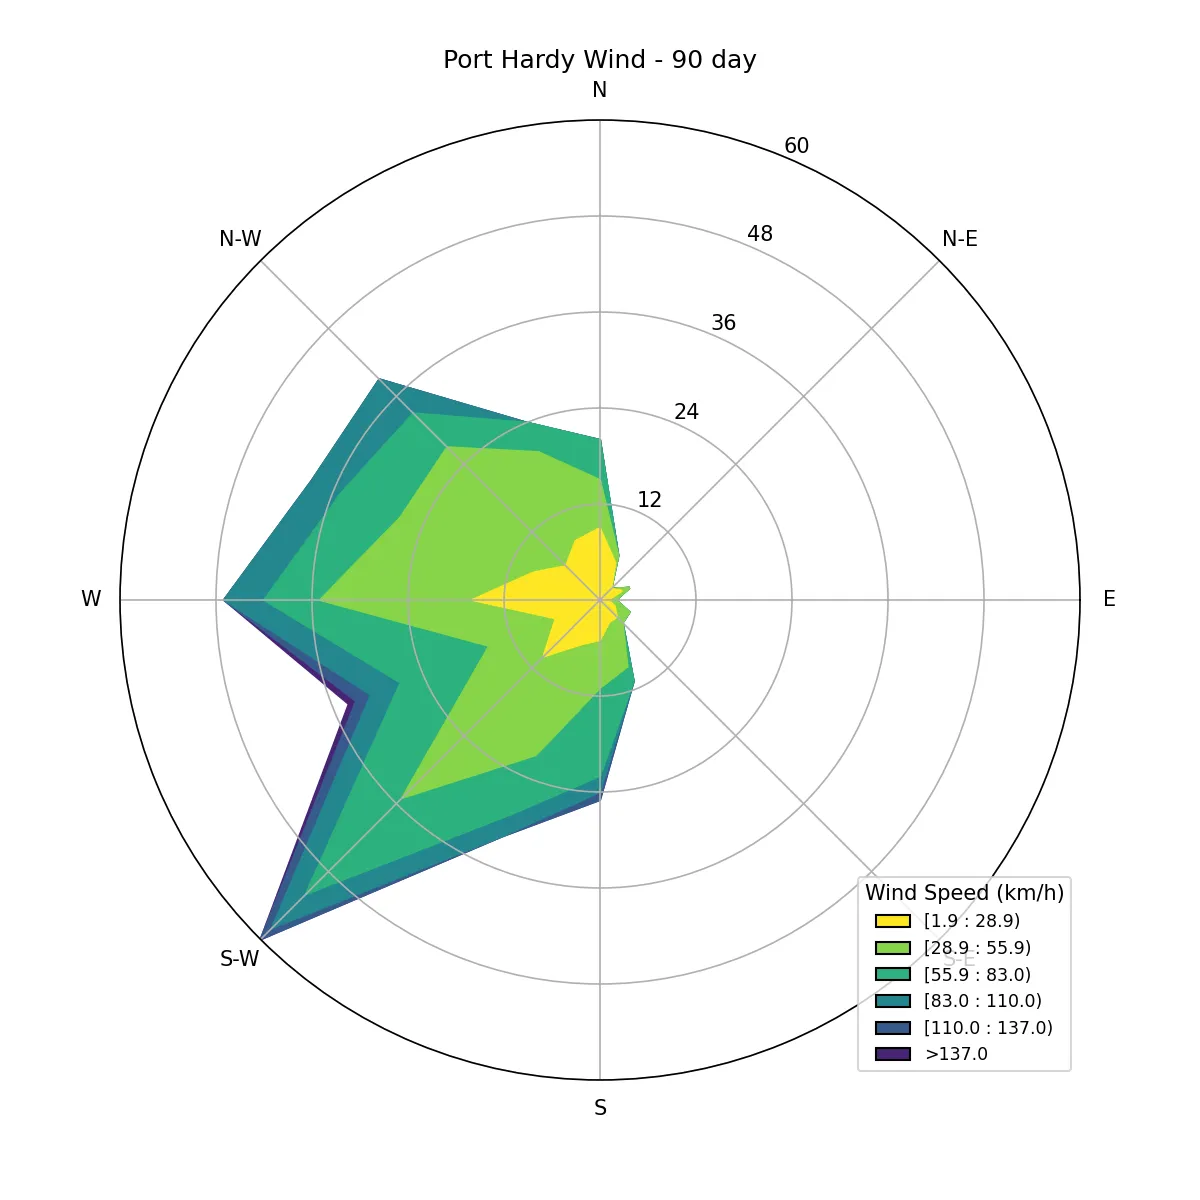 Port Hardy Wind - 90 day
N
60
N-W
48
N-E
36
24
12
W
E
S-W
S-E
Wind Speed (km/h)
[1.9 : 28.9)
[28.9 : 55.9)
[55.9 : 83.0)
[83.0 : 110.0)
[110.0 : 137.0)
>137.0
S